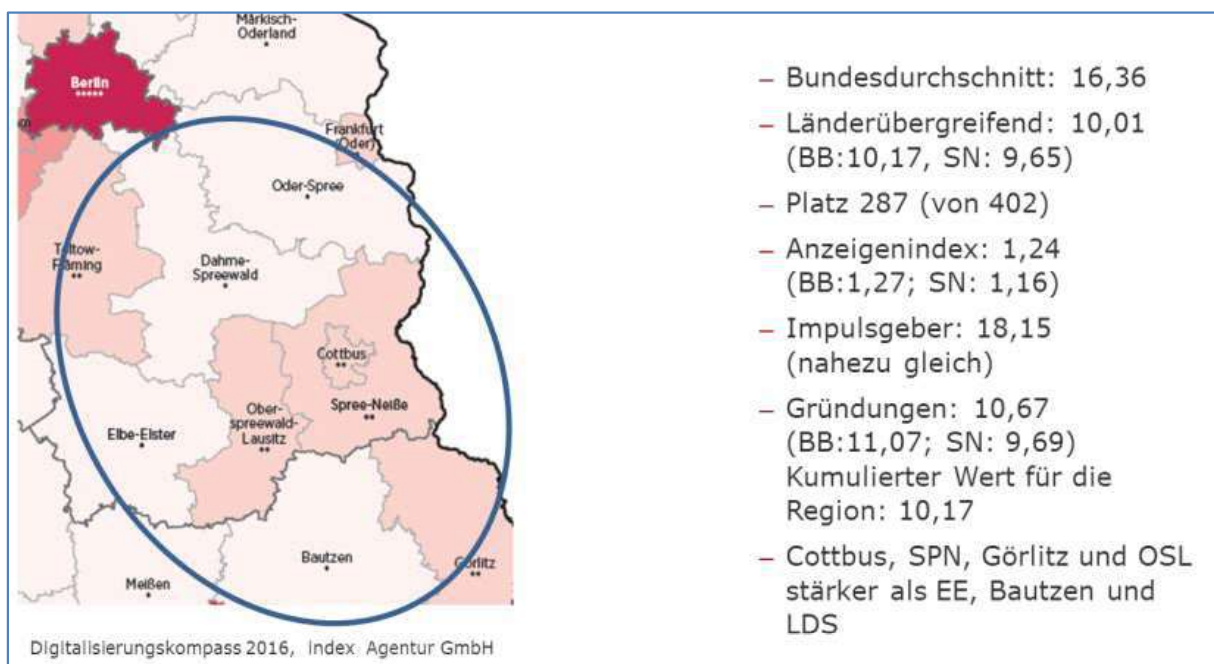 Märkisch-
Oderland
Berlin
Frankfurt
(Oder)
Oder-Spree
Teltow-
Fläming
Dahme-
Spreewald
Cottbus
Spree-Neiße
Ober-
spreewald-
Lausitz
Elbe-Elster
Bautzen
Görlitz
Meißen
Digitalisierungskompass 2016, Index Agentur GmbH
– Bundesdurchschnitt: 16,36
– Länderübergreifend: 10,01
(BB:10,17, SN: 9,65)
– Platz 287 (von 402)
– Anzeigenindex: 1,24
(BB:1,27; SN: 1,16)
– Impulsgeber: 18,15
(nahezu gleich)
– Gründungen: 10,67
(BB:11,07; SN: 9,69)
Kumulierter Wert für die
Region: 10,17
– Cottbus, SPN, Görlitz und OSL
stärker als EE, Bautzen und
LDS